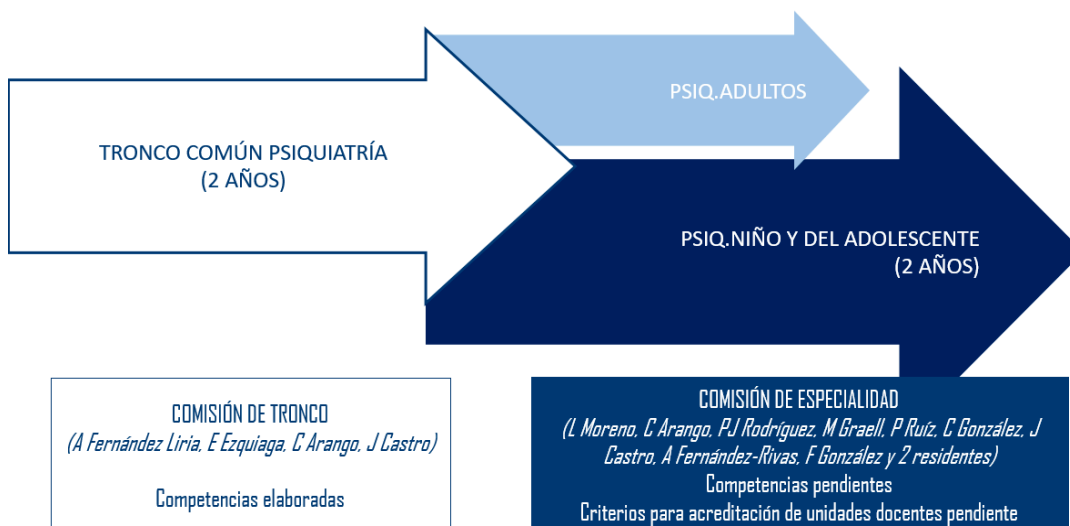 PSIQ.ADULTOS
TRONCO COMÚN PSIQUIATRÍA
(2 AÑOS)
PSIQ.NIÑO Y DEL ADOLESCENTE
(2 AÑOS)
COMISIÓN DE TRONCO
(A Fernández Liria, E Ezquiaga, C Arango, J Castro)
Competencias elaboradas
COMISIÓN DE ESPECIALIDAD
(L Moreno, C Arango, PJ Rodríguez, M Graell, P Ruíz, C González, J
Castro, A Fernández-Rivas, F González y 2 residentes)
Competencias pendientes
Criterios para acreditación de unidades docentes pendiente